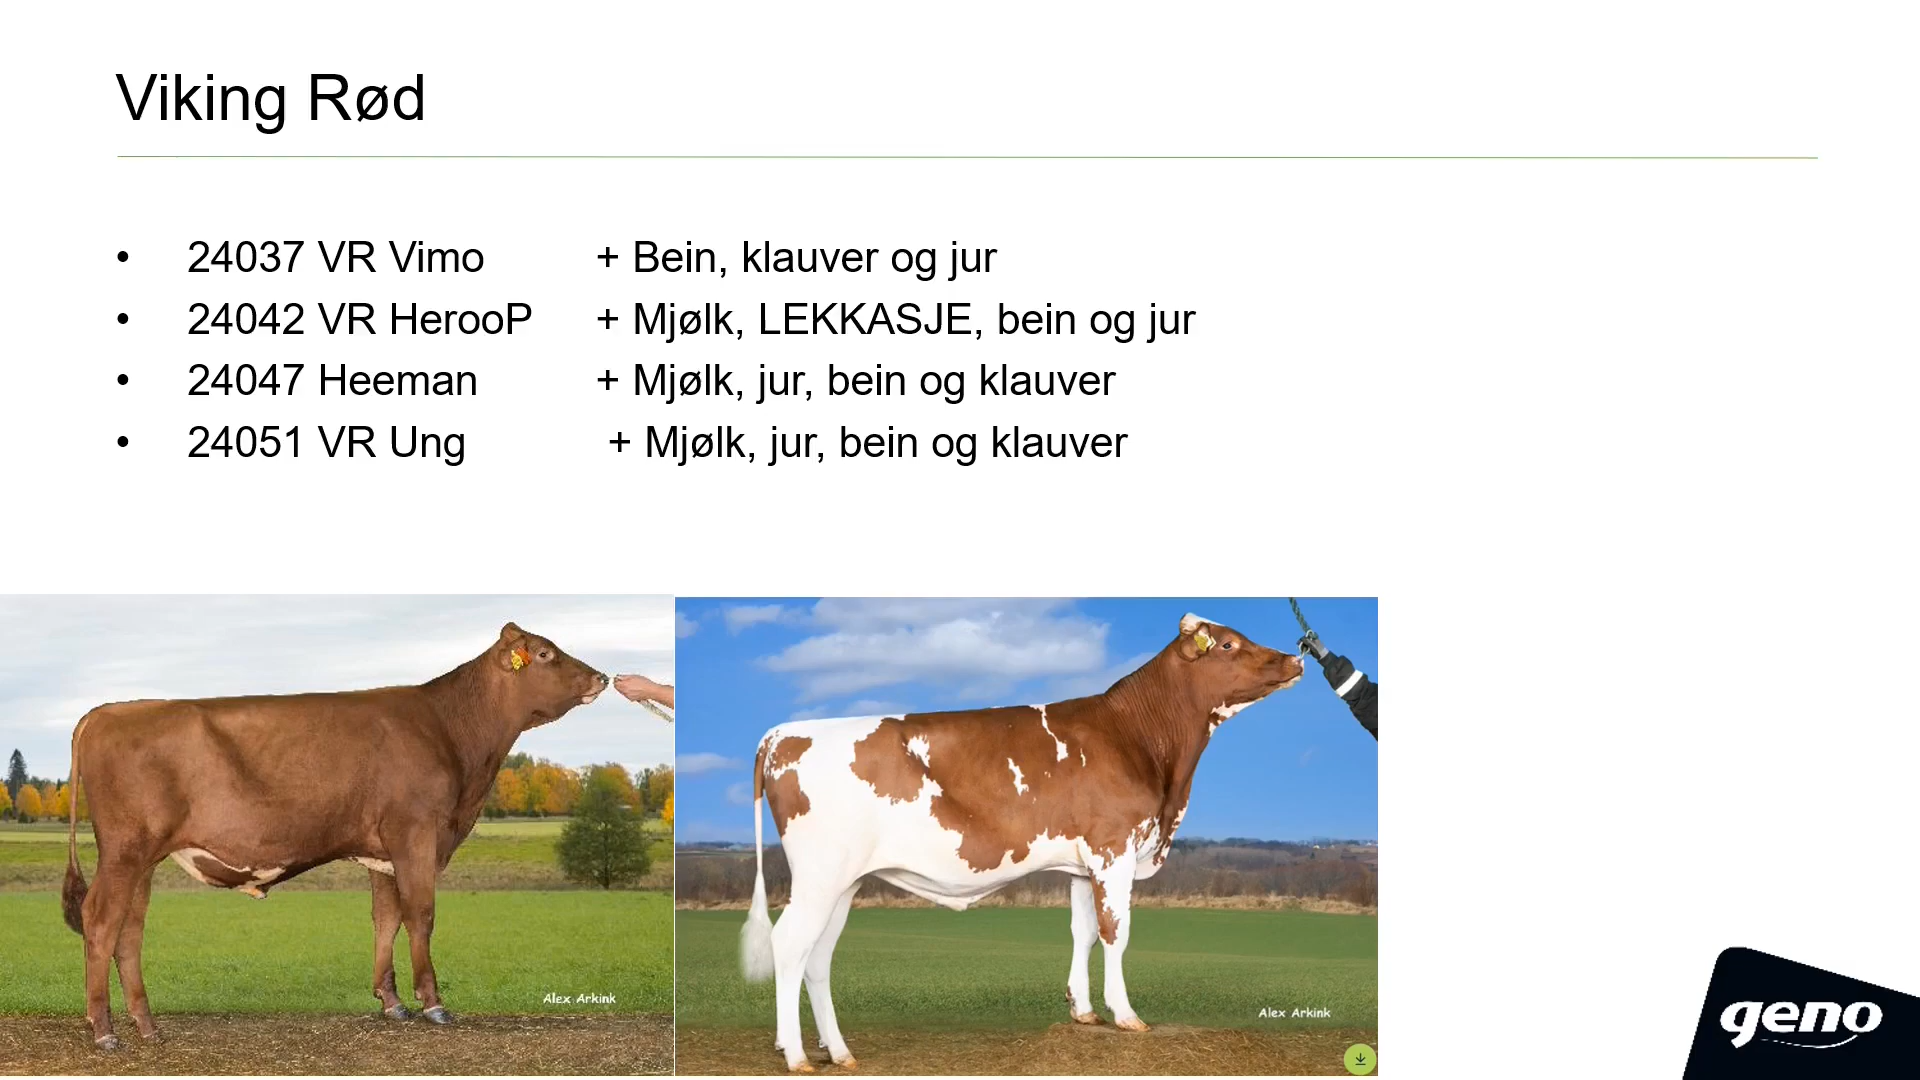 Viking Rød
• 24037 VR Vimo + Bein, klauver og jur
• 24042 VR HerooP + Mjølk, LEKKASJE, bein og jur
• 24047 Heeman + Mjølk, jur, bein og klauver
• 24051 VR Ung + Mjølk, jur, bein og klauver
Alex Arkink
Alex Arkink
geno